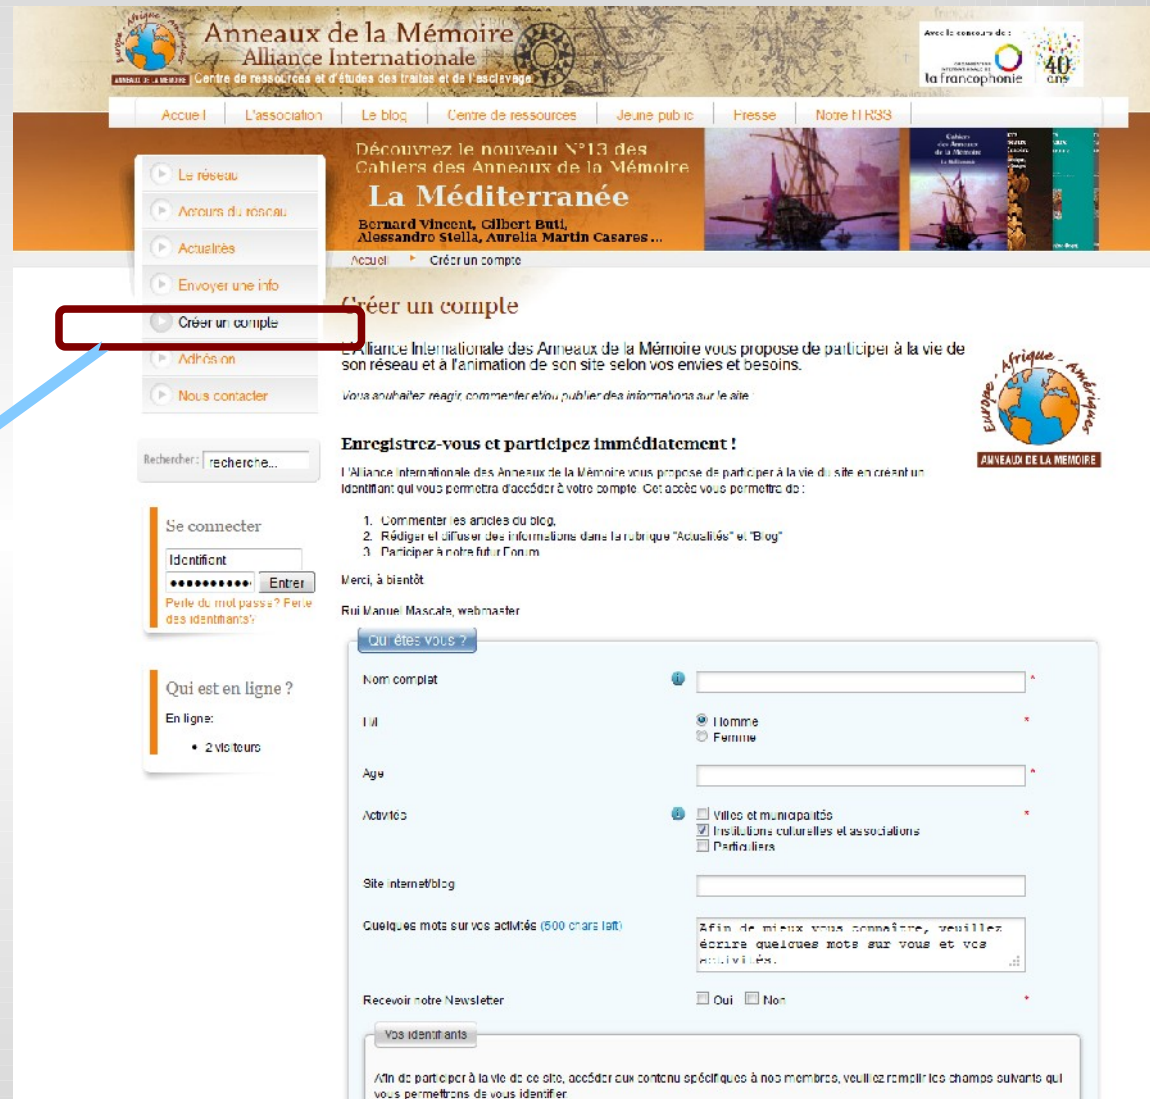 Anneaux de la Mémoire
Alliance Internationale
Centre de ressources et d'études des traites et de l'esclavage
Europe - Afrique - Amériques
ANNEAUX DE LA MEMOIRE
Avec le concours de :
la francophonie
40 ans
Accueil L'association Le blog Centre de ressources Jeune public Presse Notre fil RSS
Découvrez le nouveau N°13 des
Cahiers des Anneaux de la Mémoire
La Méditerranée
Bernard Vincent, Gilbert Buti,
Alessandro Stella, Aurelia Martin Casares ...
Cahiers
des Anneaux
de la Mémoire
Le réseau
Acteurs du réseau
Actualités
Envoyer une info
Créer un compte
Adhésion
Nous contacter
Rechercher : recherche...
Se connecter
Identifiant
Entrer
Perte du mot passe? Perte
des identifiants?
Qui est en ligne ?
En ligne:
2 visiteurs
Accueil Créer un compte
Créer un compte
L'Alliance Internationale des Anneaux de la Mémoire vous propose de participer à la vie de
son réseau et à l'animation de son site selon vos envies et besoins.
Vous souhaitez réagir, commenter et/ou publier des informations sur le site
Europe - Afrique - Amériques
ANNEAUX DE LA MEMOIRE
Enregistrez-vous et participez immédiatement !
L'Alliance Internationale des Anneaux de la Mémoire vous propose de participer à la vie du site en créant un
identifiant qui vous permettra d'accéder à votre compte. Cet accès vous permettra de :
1. Commenter les articles du blog,
2. Rédiger et diffuser des informations dans la rubrique "Actualités" et "Blog"
3. Participer à notre futur Forum
Merci, à bientôt
Rui Manuel Mascate, webmaster
Qui êtes vous ?
Nom complet *
H/F Homme *
Femme
Age *
Activités Villes et municipalités *
Institutions culturelles et associations
Particuliers
Site internet/blog
Quelques mots sur vos activités (500 chars left)
Afin de mieux vous connaître, veuillez
écrire quelques mots sur vous et vos
activités.
Recevoir notre Newsletter Oui Non *
Vos identifiants
Afin de participer à la vie de ce site, accéder aux contenu spécifiques à nos membres, veuillez remplir les champs suivants qui
vous permettrons de vous identifier.